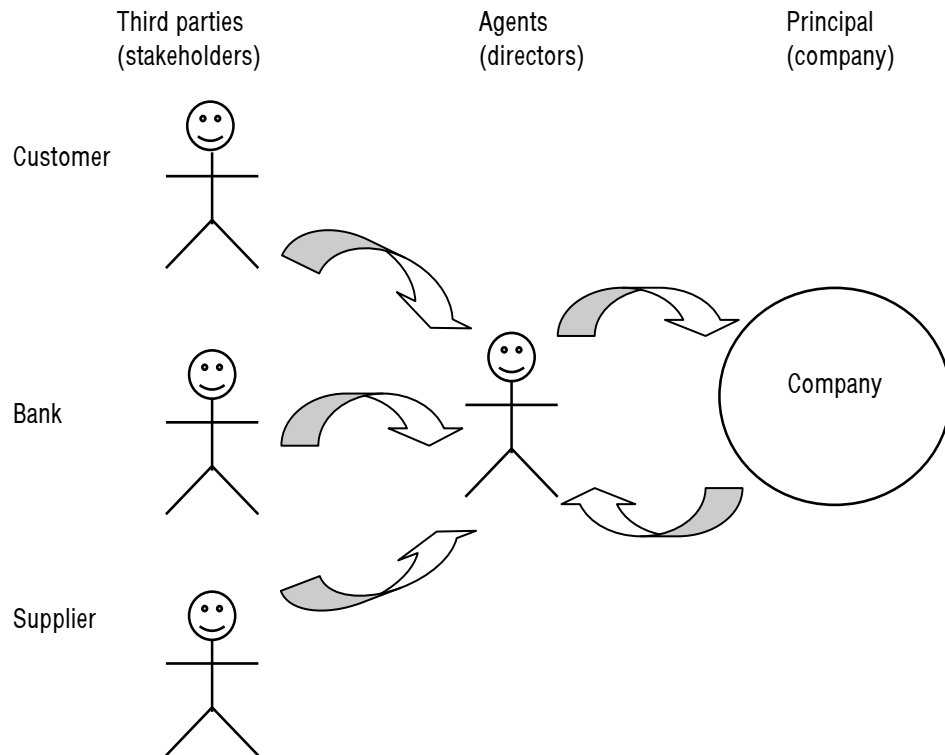 Third parties
(stakeholders)
Agents
(directors)
Principal
(company)
Customer
Company
Bank
Supplier